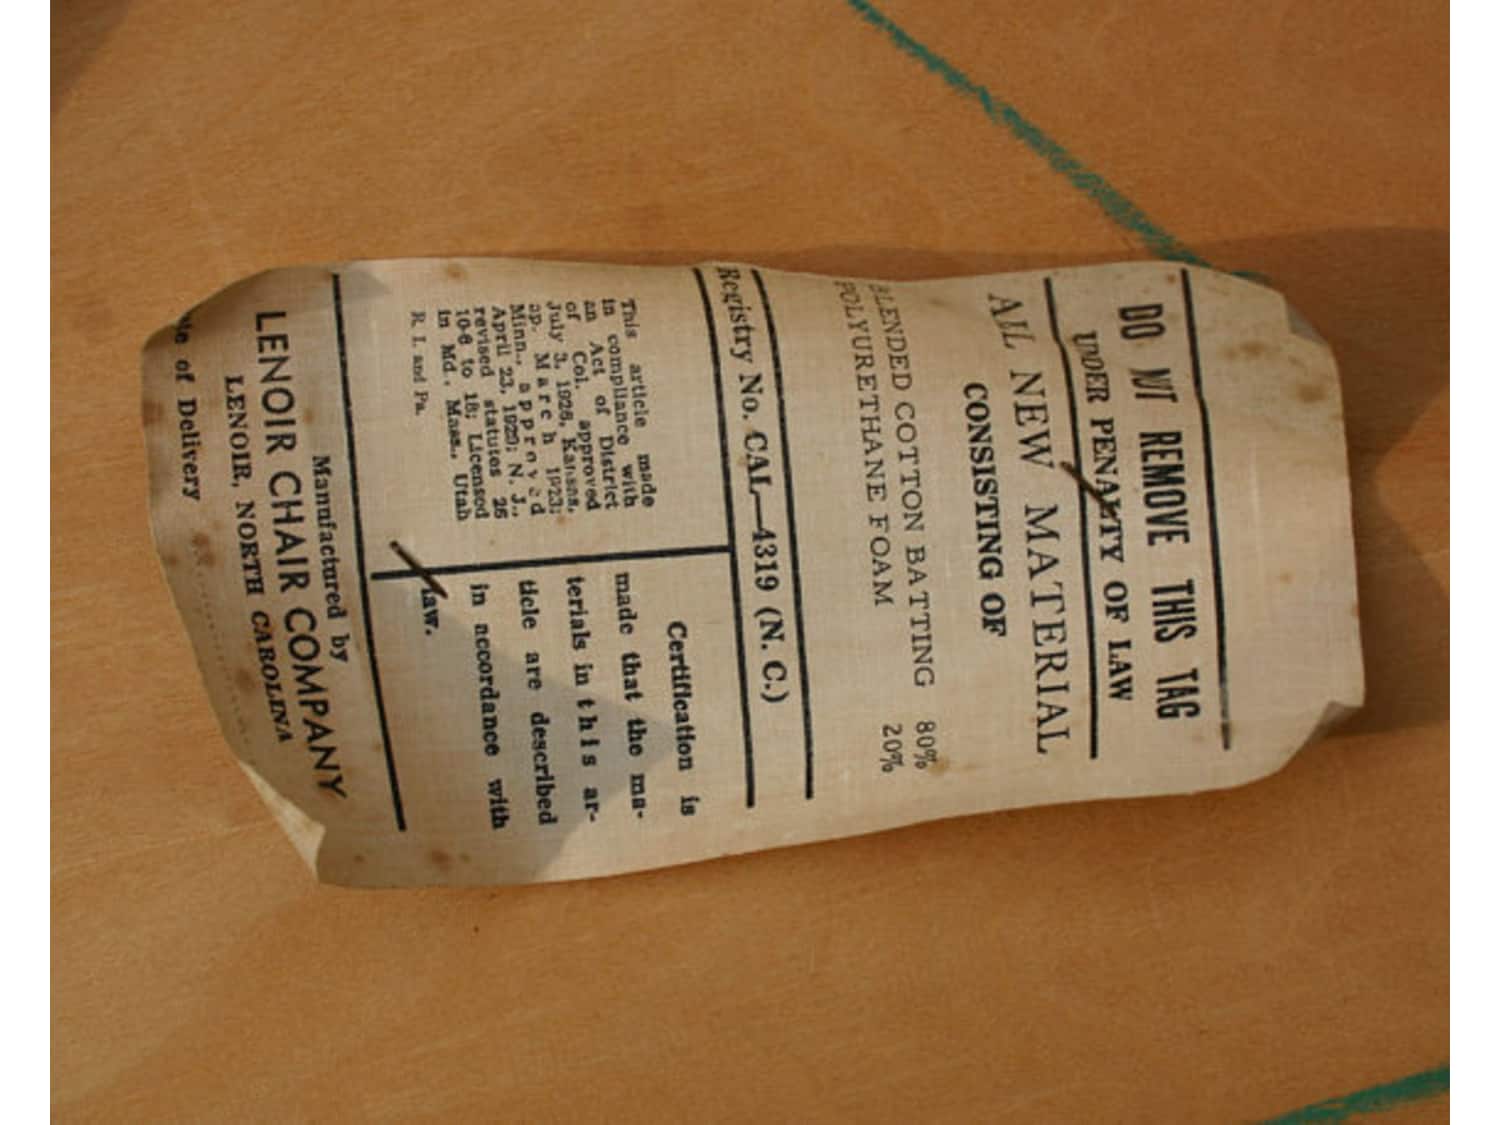 DO NOT REMOVE THIS TAG
UNDER PENALTY OF LAW
ALL NEW MATERIAL
CONSISTING OF
BLENDED COTTON BATTING 80%
POLYURETHANE FOAM 20%
Registry No. CAL—4319 (N. C.)
This article made
in compliance with
an Act of District
of Col. approved
July 3, 1926, Kansas,
ap. March 1923;
Minn., approved
April 23, 1929; N. J.,
revised statutes 26
10-6 to 18; Licensed
in Md., Mass., Utah
R. I. and Pa.
Certification is
made that the ma-
terials in this ar-
ticle are described
in accordance with
law.
Manufactured by
LENOIR CHAIR COMPANY
LENOIR, NORTH CAROLINA
of Delivery